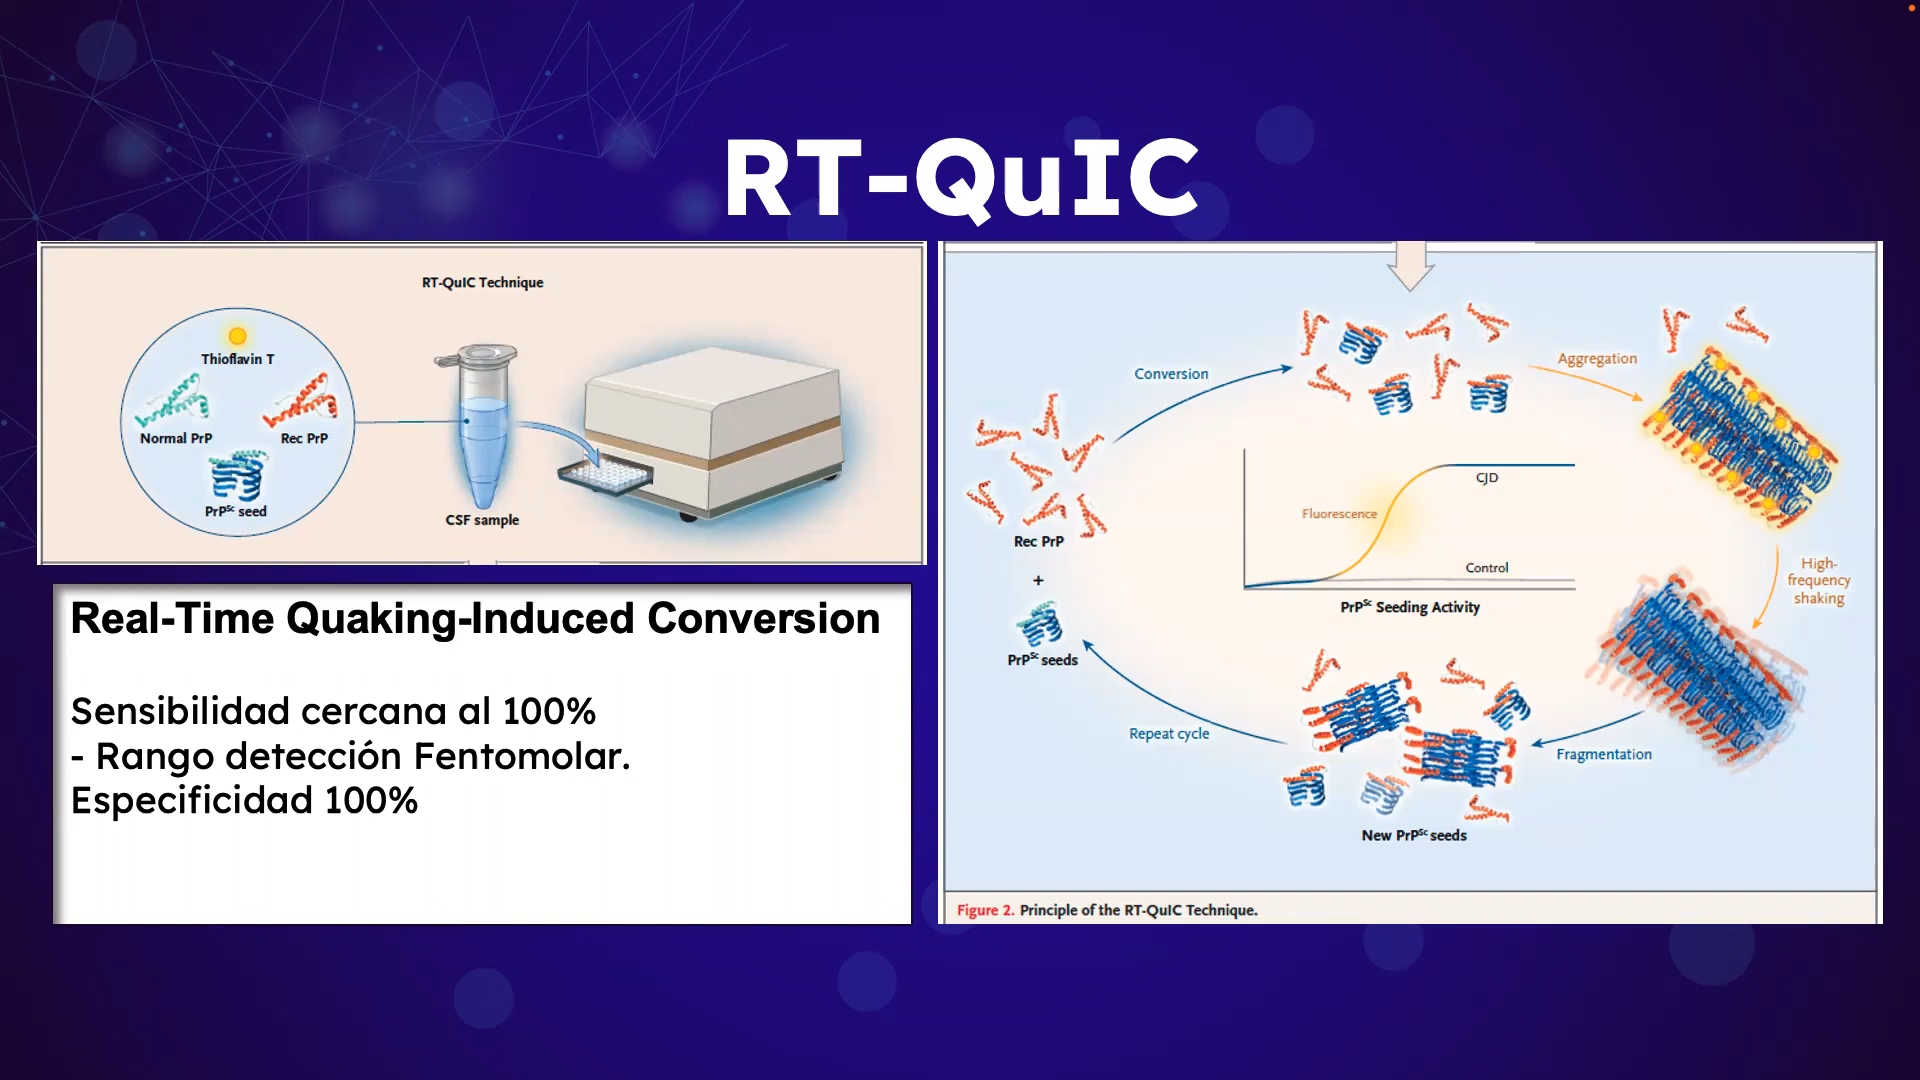 RT-QuIC
RT-QuIC Technique
Thioflavin T
Normal PrP
Rec PrP
PrPSc seed
CSF sample
Real-Time Quaking-Induced Conversion
Sensibilidad cercana al 100%
- Rango detección Fentomolar.
Especificidad 100%
Conversion
Aggregation
Rec PrP
+
PrPSc seeds
Fluorescence
CJD
Control
PrPSc Seeding Activity
High-
frequency
shaking
Repeat cycle
Fragmentation
New PrPSc seeds
Figure 2. Principle of the RT-QuIC Technique.